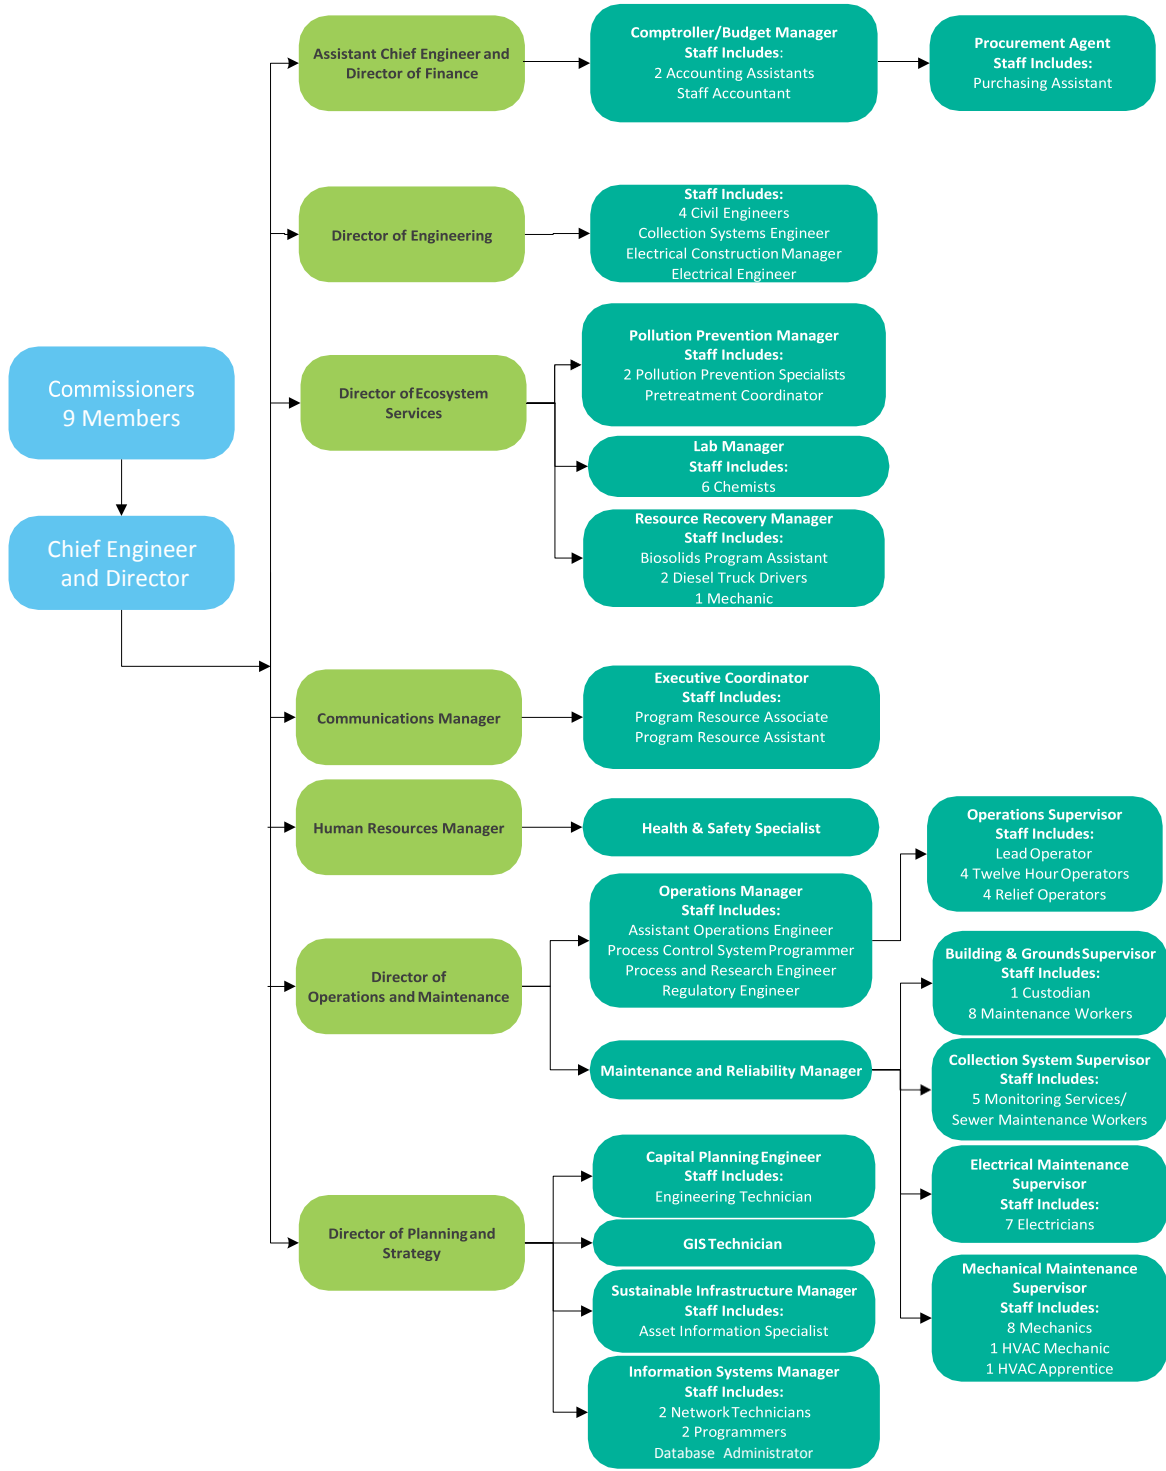 Commissioners
9 Members
Chief Engineer
and Director
Assistant Chief Engineer and
Director of Finance
Comptroller/Budget Manager
Staff Includes:
2 Accounting Assistants
Staff Accountant
Procurement Agent
Staff Includes:
Purchasing Assistant
Director of Engineering
Staff Includes:
4 Civil Engineers
Collection Systems Engineer
Electrical Construction Manager
Electrical Engineer
Director of Ecosystem
Services
Pollution Prevention Manager
Staff Includes:
2 Pollution Prevention Specialists
Pretreatment Coordinator
Lab Manager
Staff Includes:
6 Chemists
Resource Recovery Manager
Staff Includes:
Biosolids Program Assistant
2 Diesel Truck Drivers
1 Mechanic
Communications Manager
Executive Coordinator
Staff Includes:
Program Resource Associate
Program Resource Assistant
Human Resources Manager
Health & Safety Specialist
Director of
Operations and Maintenance
Operations Manager
Staff Includes:
Assistant Operations Engineer
Process Control System Programmer
Process and Research Engineer
Regulatory Engineer
Operations Supervisor
Staff Includes:
Lead Operator
4 Twelve Hour Operators
4 Relief Operators
Maintenance and Reliability Manager
Building & Grounds Supervisor
Staff Includes:
1 Custodian
8 Maintenance Workers
Collection System Supervisor
Staff Includes:
5 Monitoring Services/
Sewer Maintenance Workers
Electrical Maintenance
Supervisor
Staff Includes:
7 Electricians
Mechanical Maintenance
Supervisor
Staff Includes:
8 Mechanics
1 HVAC Mechanic
1 HVAC Apprentice
Director of Planning and
Strategy
Capital Planning Engineer
Staff Includes:
Engineering Technician
GIS Technician
Sustainable Infrastructure Manager
Staff Includes:
Asset Information Specialist
Information Systems Manager
Staff Includes:
2 Network Technicians
2 Programmers
Database Administrator